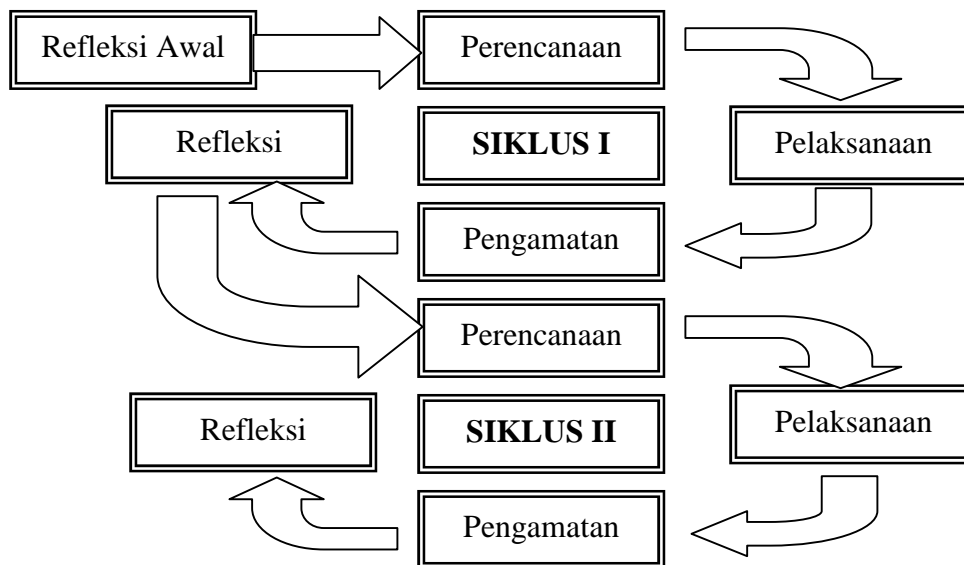 Refleksi Awal
Perencanaan
Refleksi
SIKLUS I
Pelaksanaan
Pengamatan
Perencanaan
Refleksi
SIKLUS II
Pelaksanaan
Pengamatan